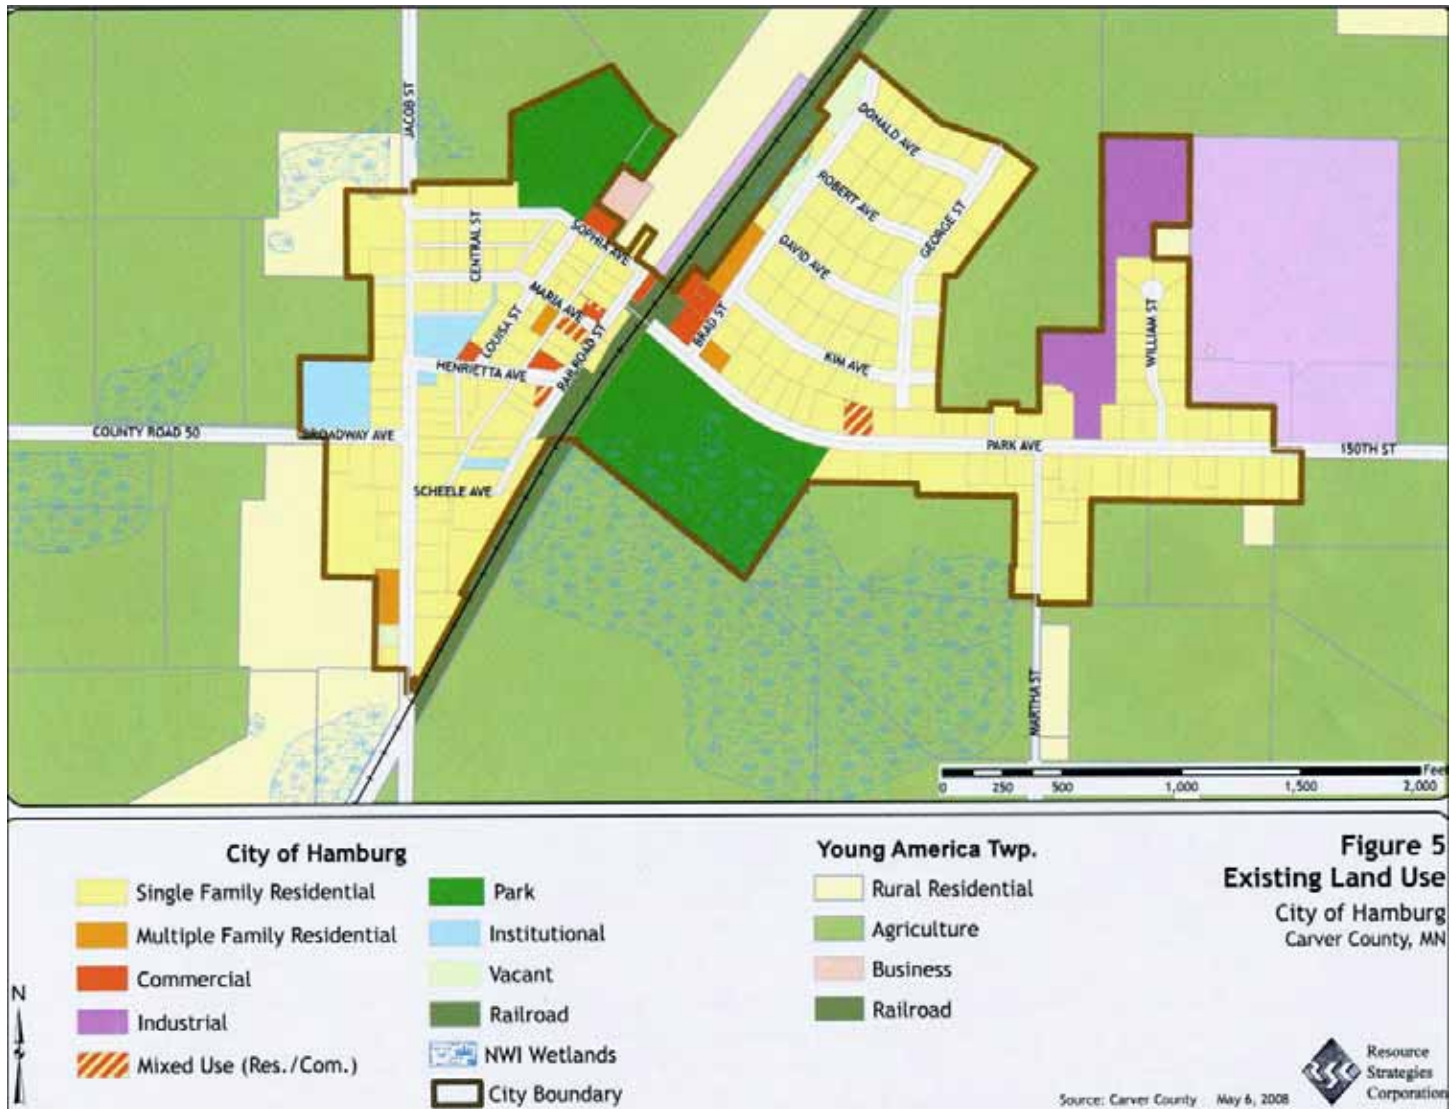 JACOB ST
DONALD AVE
ROBERT AVE
GEORGE ST
CENTRAL ST
SOPHIA AVE
DAVID AVE
MARIA AVE
LOUISA ST
BRAD ST
WILLIAM ST
RAILROAD ST
HENRIETTA AVE
KIM AVE
COUNTY ROAD 50
BROADWAY AVE
PARK AVE
150TH ST
SCHEELE AVE
MARTHA ST
Feet
0 250 500 1,000 1,500 2,000
City of Hamburg
Single Family Residential
Multiple Family Residential
Commercial
Industrial
Mixed Use (Res./Com.)
Park
Institutional
Vacant
Railroad
NWI Wetlands
City Boundary
Young America Twp.
Rural Residential
Agriculture
Business
Railroad
Figure 5
Existing Land Use
City of Hamburg
Carver County, MN
N
Resource
Strategies
Corporation
Source: Carver County May 6, 2008